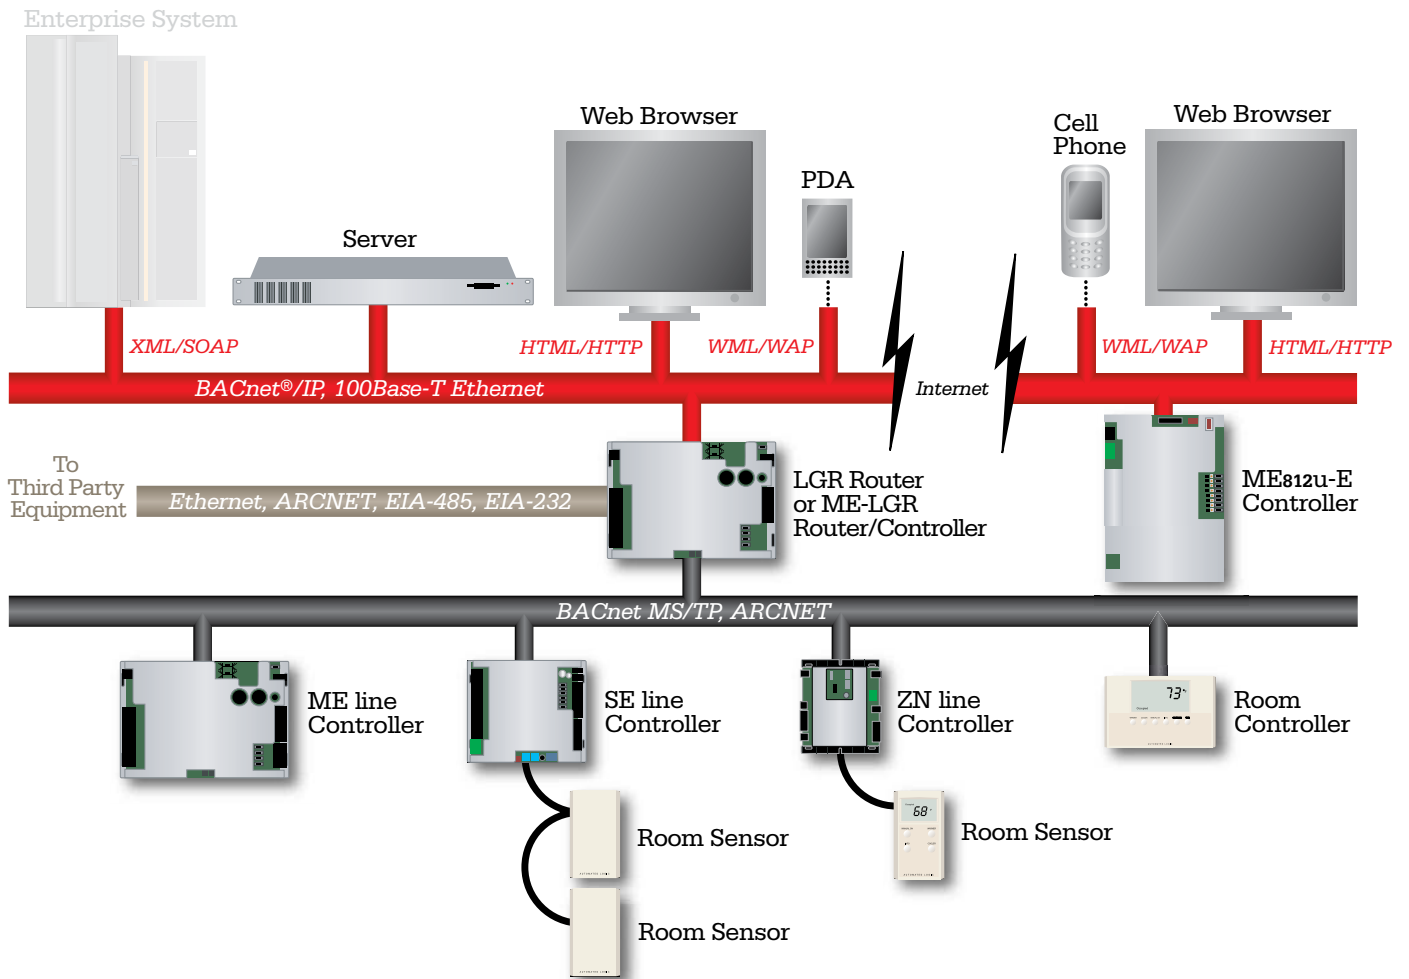 Enterprise System
Web Browser
Cell
Phone
Web Browser
PDA
Server
XML/SOAP
HTML/HTTP
WML/WAP
WML/WAP
HTML/HTTP
BACnet®/IP, 100Base-T Ethernet
Internet
To
Third Party
Equipment
Ethernet, ARCNET, EIA-485, EIA-232
LGR Router
or ME-LGR
Router/Controller
ME812u-E
Controller
BACnet MS/TP, ARCNET
ME line
Controller
SE line
Controller
ZN line
Controller
73°
Room
Controller
68°
Room Sensor
Room Sensor
Room Sensor